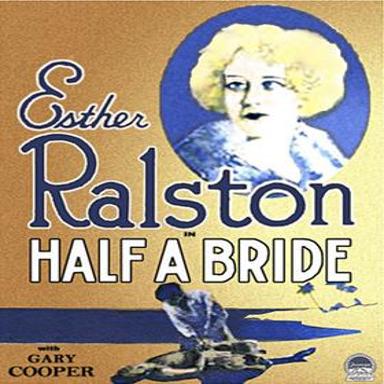 Esther
Ralston
IN
HALF A BRIDE
with
GARY
COOPER